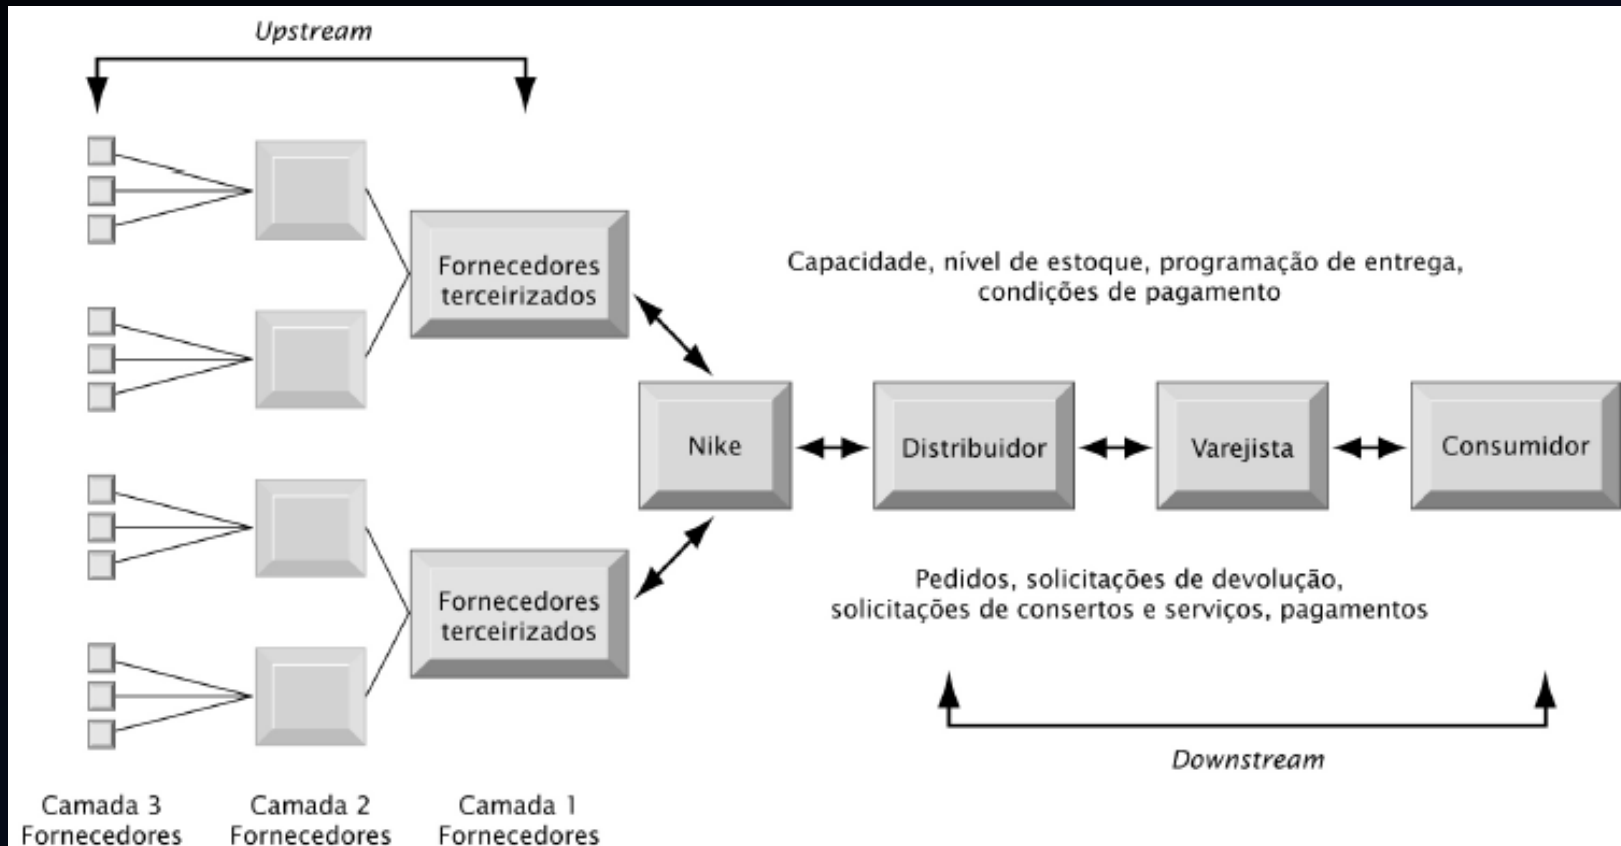 Upstream
Fornecedores
terceirizados
Capacidade, nível de estoque, programação de entrega,
condições de pagamento
Nike
Distribuidor
Varejista
Consumidor
Fornecedores
terceirizados
Pedidos, solicitações de devolução,
solicitações de consertos e serviços, pagamentos
Downstream
Camada 3
Fornecedores
Camada 2
Fornecedores
Camada 1
Fornecedores